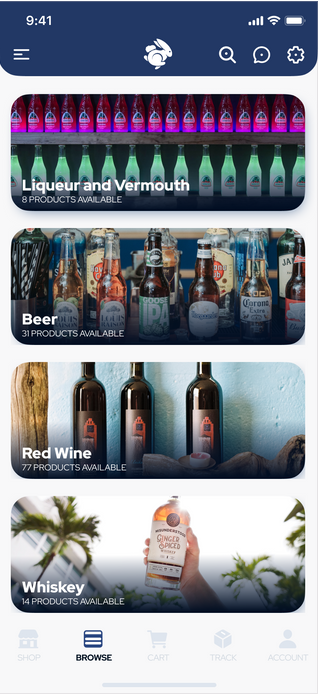 9:41
Liqueur and Vermouth
8 PRODUCTS AVAILABLE
GOOSE
Corona
Extra
Beer
31 PRODUCTS AVAILABLE
Red Wine
77 PRODUCTS AVAILABLE
GINGER
SPICED
Whiskey
14 PRODUCTS AVAILABLE
SHOP
BROWSE
CART
TRACK
ACCOUNT